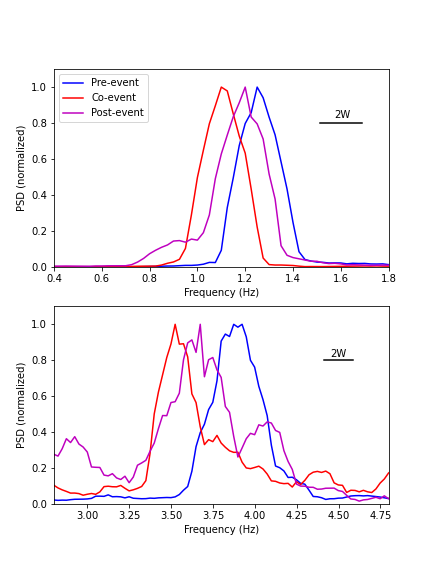 1.0
0.8
0.6
0.4
0.2
0.0
PSD (normalized)
Pre-event
Co-event
Post-event
2W
0.4 0.6 0.8 1.0 1.2 1.4 1.6 1.8
Frequency (Hz)
1.0
0.8
0.6
0.4
0.2
0.0
PSD (normalized)
2W
3.00 3.25 3.50 3.75 4.00 4.25 4.50 4.75
Frequency (Hz)